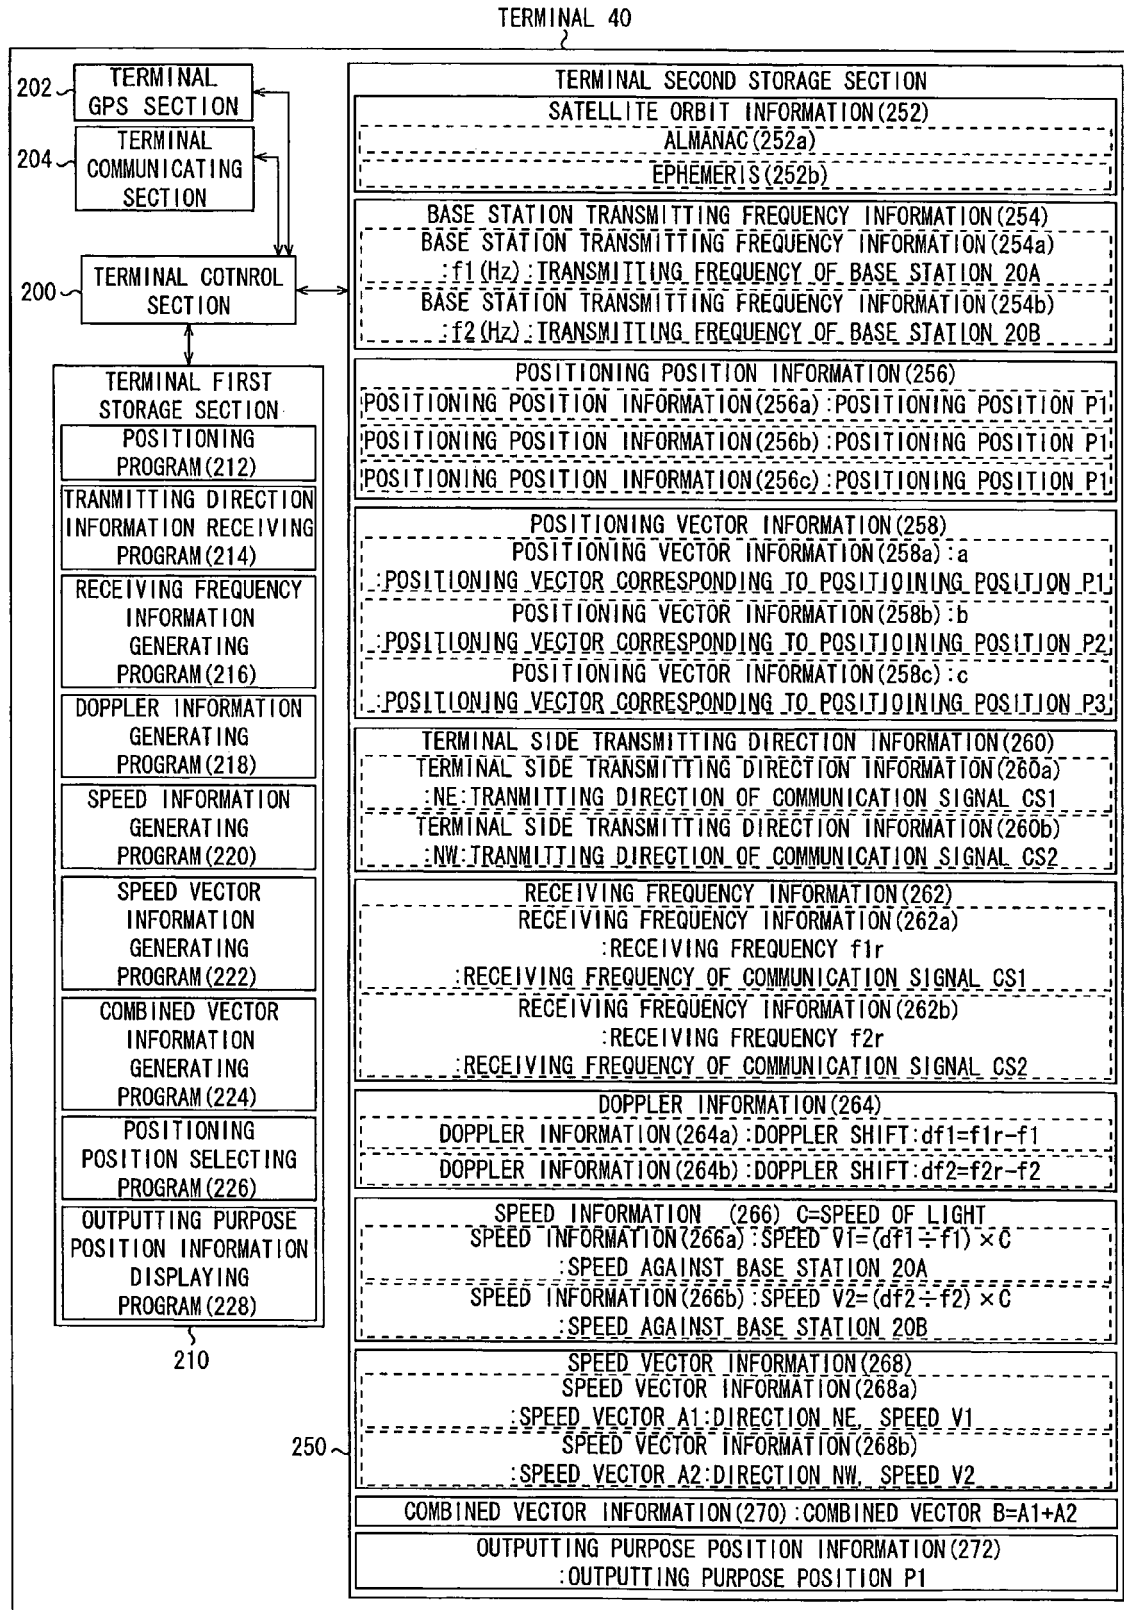 TERMINAL 40
202
TERMINAL
GPS SECTION
204
TERMINAL
COMMUNICATING
SECTION
200
TERMINAL COTNROL
SECTION
TERMINAL FIRST
STORAGE SECTION
POSITIONING
PROGRAM(212)
TRANMITTING DIRECTION
INFORMATION RECEIVING
PROGRAM(214)
RECEIVING FREQUENCY
INFORMATION
GENERATING
PROGRAM(216)
DOPPLER INFORMATION
GENERATING
PROGRAM(218)
SPEED INFORMATION
GENERATING
PROGRAM(220)
SPEED VECTOR
INFORMATION
GENERATING
PROGRAM(222)
COMBINED VECTOR
INFORMATION
GENERATING
PROGRAM(224)
POSITIONING
POSITION SELECTING
PROGRAM(226)
OUTPUTTING PURPOSE
POSITION INFORMATION
DISPLAYING
PROGRAM(228)
210
TERMINAL SECOND STORAGE SECTION
SATELLITE ORBIT INFORMATION(252)
ALMANAC(252a)
EPHEMERIS(252b)
BASE STATION TRANSMITTING FREQUENCY INFORMATION(254)
BASE STATION TRANSMITTING FREQUENCY INFORMATION(254a)
:f1(Hz):TRANSMITTING FREQUENCY OF BASE STATION 20A
BASE STATION TRANSMITTING FREQUENCY INFORMATION(254b)
:f2(Hz):TRANSMITTING FREQUENCY OF BASE STATION 20B
POSITIONING POSITION INFORMATION(256)
POSITIONING POSITION INFORMATION(256a):POSITIONING POSITION P1
POSITIONING POSITION INFORMATION(256b):POSITIONING POSITION P1
POSITIONING POSITION INFORMATION(256c):POSITIONING POSITION P1
POSITIONING VECTOR INFORMATION(258)
POSITIONING VECTOR INFORMATION(258a):a
:POSITIONING VECTOR CORRESPONDING TO POSITIOINING POSITION P1
POSITIONING VECTOR INFORMATION(258b):b
:POSITIONING VECTOR CORRESPONDING TO POSITIOINING POSITION P2
POSITIONING VECTOR INFORMATION(258c):c
:POSITIONING VECTOR CORRESPONDING TO POSITIOINING POSITION P3
TERMINAL SIDE TRANSMITTING DIRECTION INFORMATION(260)
TERMINAL SIDE TRANSMITTING DIRECTION INFORMATION(260a)
:NE:TRANMITTING DIRECTION OF COMMUNICATION SIGNAL CS1
TERMINAL SIDE TRANSMITTING DIRECTION INFORMATION(260b)
:NW:TRANMITTING DIRECTION OF COMMUNICATION SIGNAL CS2
RECEIVING FREQUENCY INFORMATION(262)
RECEIVING FREQUENCY INFORMATION(262a)
:RECEIVING FREQUENCY f1r
:RECEIVING FREQUENCY OF COMMUNICATION SIGNAL CS1
RECEIVING FREQUENCY INFORMATION(262b)
:RECEIVING FREQUENCY f2r
:RECEIVING FREQUENCY OF COMMUNICATION SIGNAL CS2
DOPPLER INFORMATION(264)
DOPPLER INFORMATION(264a):DOPPLER SHIFT:df1=f1r−f1
DOPPLER INFORMATION(264b):DOPPLER SHIFT:df2=f2r−f2
SPEED INFORMATION (266) C=SPEED OF LIGHT
SPEED INFORMATION(266a):SPEED V1=(df1÷f1)×C
:SPEED AGAINST BASE STATION 20A
SPEED INFORMATION(266b):SPEED V2=(df2÷f2)×C
:SPEED AGAINST BASE STATION 20B
SPEED VECTOR INFORMATION(268)
SPEED VECTOR INFORMATION(268a)
:SPEED VECTOR A1:DIRECTION NE, SPEED V1
SPEED VECTOR INFORMATION(268b)
:SPEED VECTOR A2:DIRECTION NW, SPEED V2
250
COMBINED VECTOR INFORMATION(270):COMBINED VECTOR B=A1+A2
OUTPUTTING PURPOSE POSITION INFORMATION(272)
:OUTPUTTING PURPOSE POSITION P1